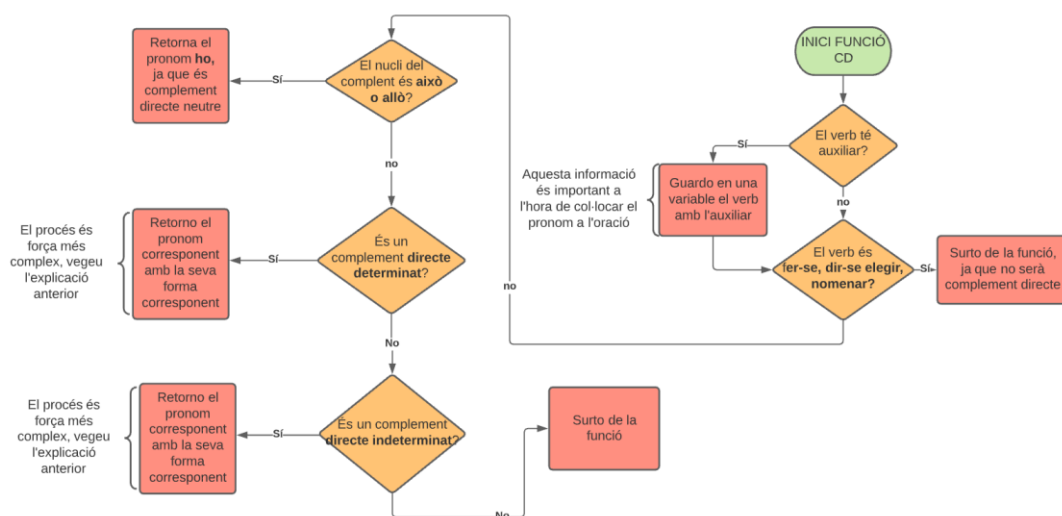 INICI FUNCIÓ
CD
El verb té
auxiliar?
Sí
no
Aquesta informació
és important a
l'hora de col·locar el
pronom a l'oració
Guardo en una
variable el verb
amb l'auxiliar
El verb és
fer-se, dir-se elegir,
nomenar?
Sí
Surto de la funció,
ja que no serà
complement directe
no
El nucli del
complent és això
o allò?
Sí
Retorna el
pronom ho,
ja que és
complement
directe neutre
no
És un
complement directe
determinat?
Sí
Retorno el
pronom
corresponent
amb la seva
forma
corresponent
El procés és
força més
complex, vegeu
l'explicació
anterior
No
És un complement
directe indeterminat?
Sí
Retorno el
pronom
corresponent
amb la seva
forma
corresponent
El procés és
força més
complex, vegeu
l'explicació
anterior
No
Surto de la
funció